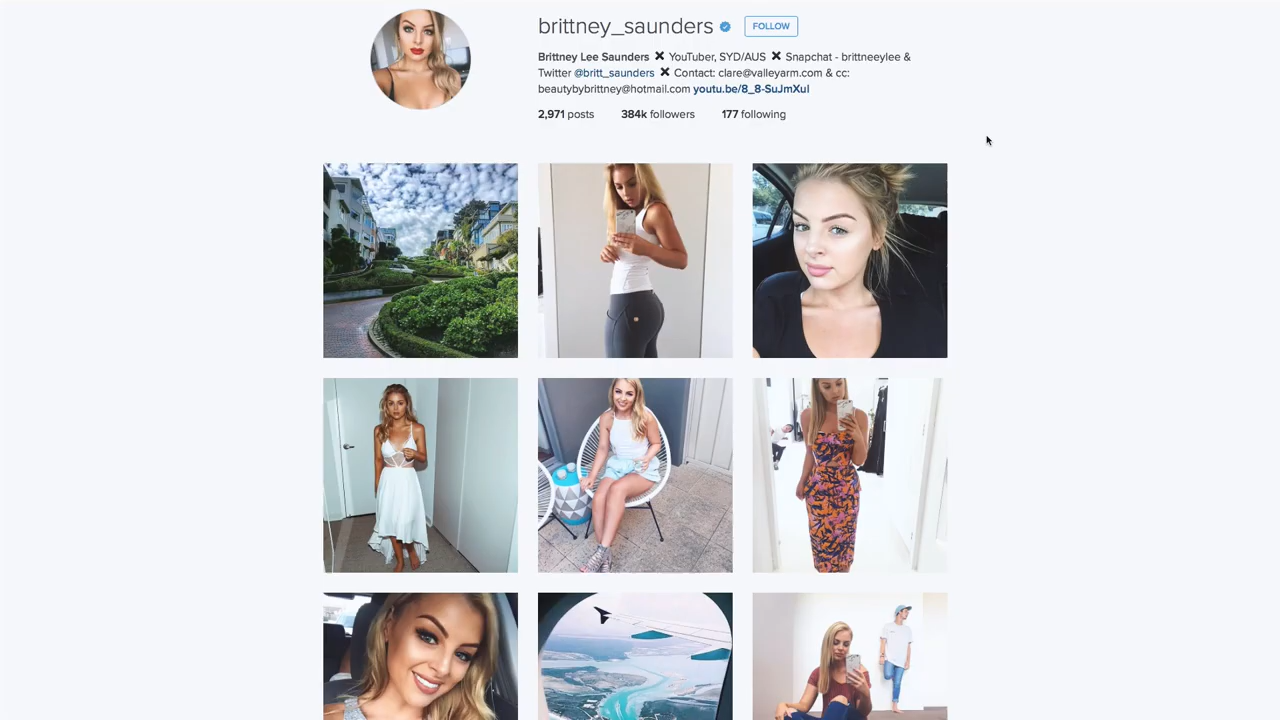 brittney_saunders FOLLOW
Brittney Lee Saunders ✕ YouTuber, SYD/AUS ✕ Snapchat - brittneeylee &
Twitter @britt_saunders ✕ Contact: clare@valleyarm.com & cc:
beautybybrittney@hotmail.com youtu.be/8_8-SuJmXuI
2,971 posts 384k followers 177 following